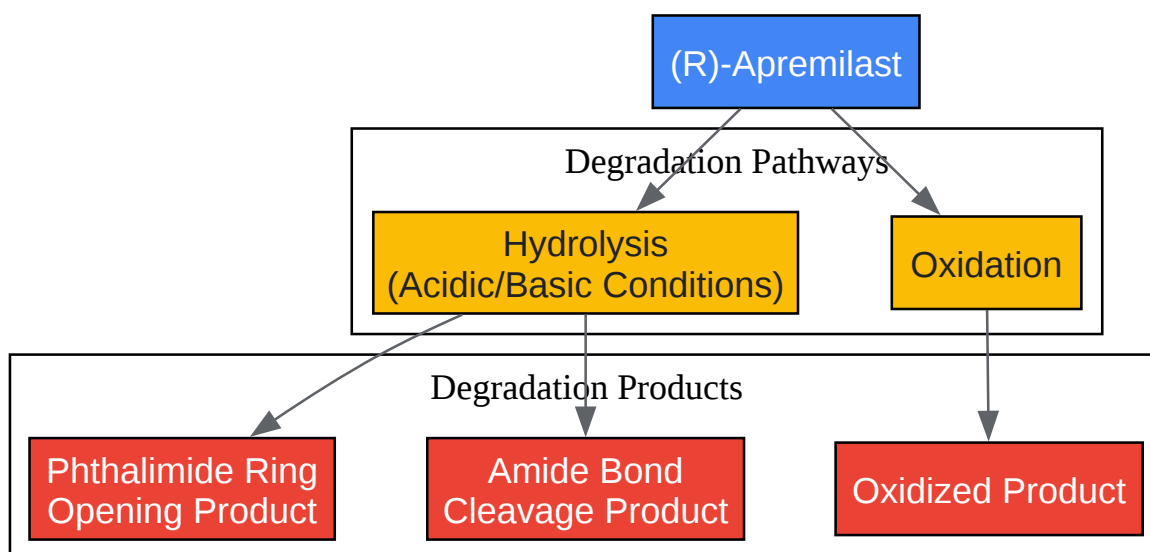 (R)-Apremilast
Degradation Pathways
Hydrolysis
(Acidic/Basic Conditions)
Oxidation
Degradation Products
Phthalimide Ring
Opening Product
Amide Bond
Cleavage Product
Oxidized Product